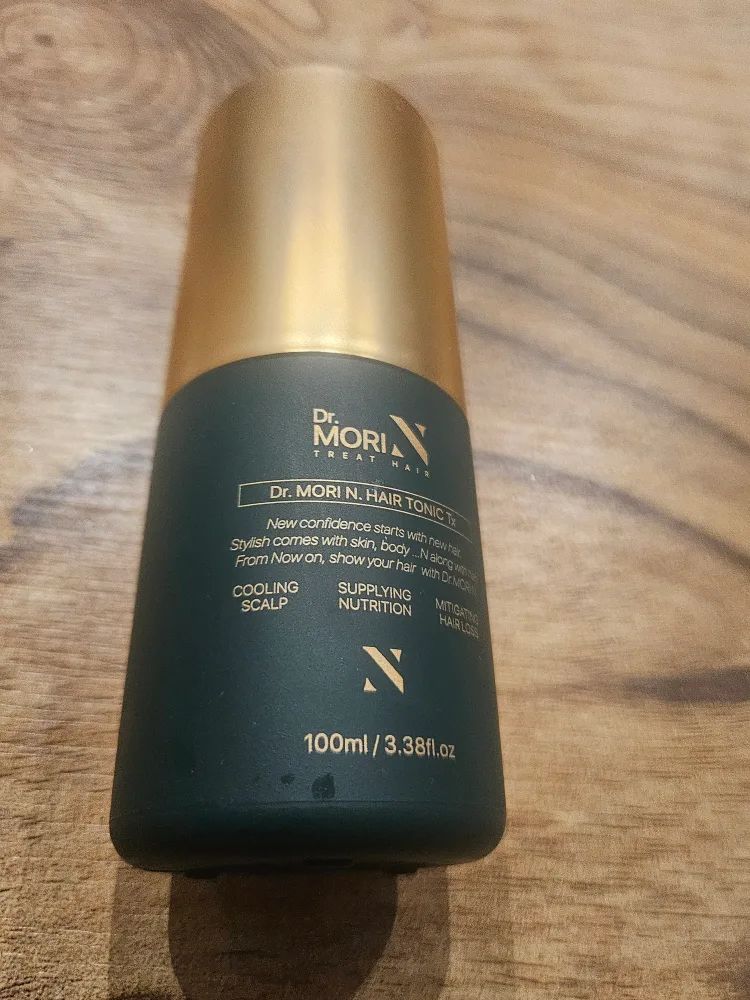 Dr.
MORI N
TREAT HAIR
Dr. MORI N. HAIR TONIC Tx
New confidence starts with new hair.
Stylish comes with skin, body ...N along with
From Now on, show your hair with Dr.MORI
COOLING
SCALP
SUPPLYING
NUTRITION
MITIGATING
HAIR LOSS
N
100ml / 3.38fl.oz